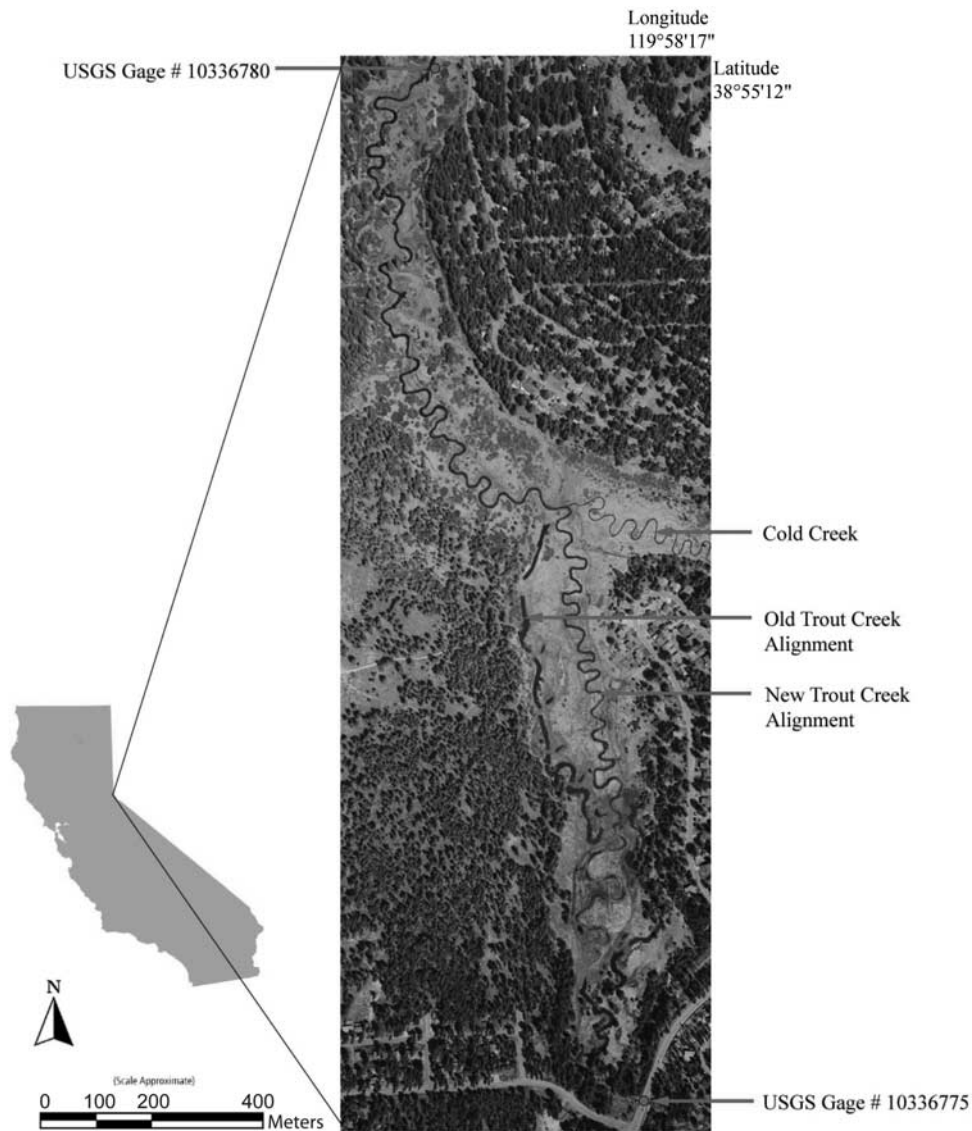 Longitude
119°58'17"
USGS Gage # 10336780
Latitude
38°55'12"
Cold Creek
Old Trout Creek
Alignment
New Trout Creek
Alignment
N
(Scale Approximate)
0 100 200 400
Meters
USGS Gage # 10336775